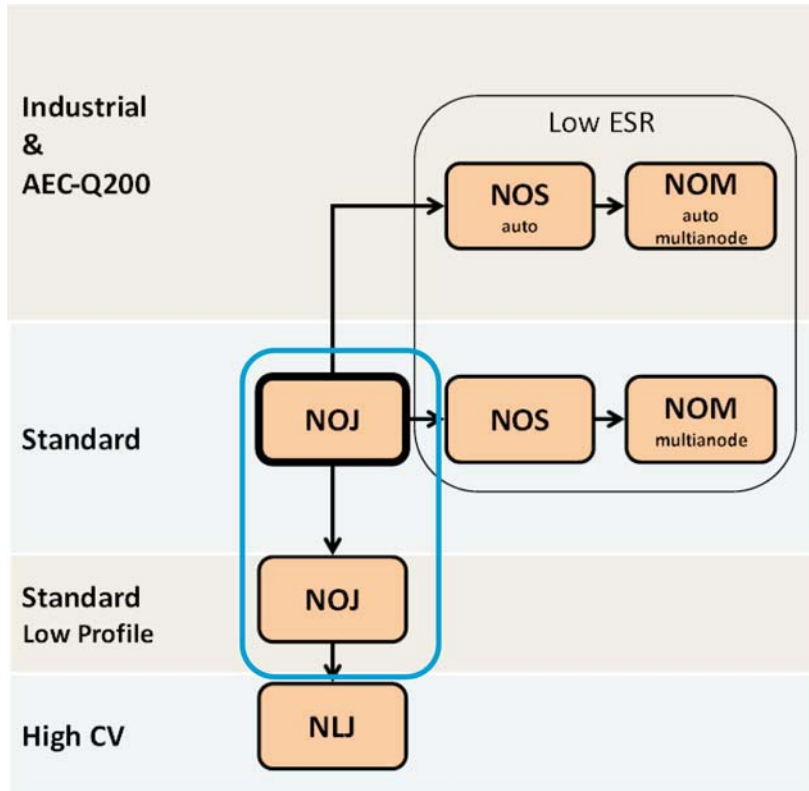 Industrial
&
AEC-Q200
Low ESR
NOS
auto
NOM
auto
multianode
Standard
NOJ
NOS
NOM
multianode
Standard
Low Profile
NOJ
High CV
NLJ